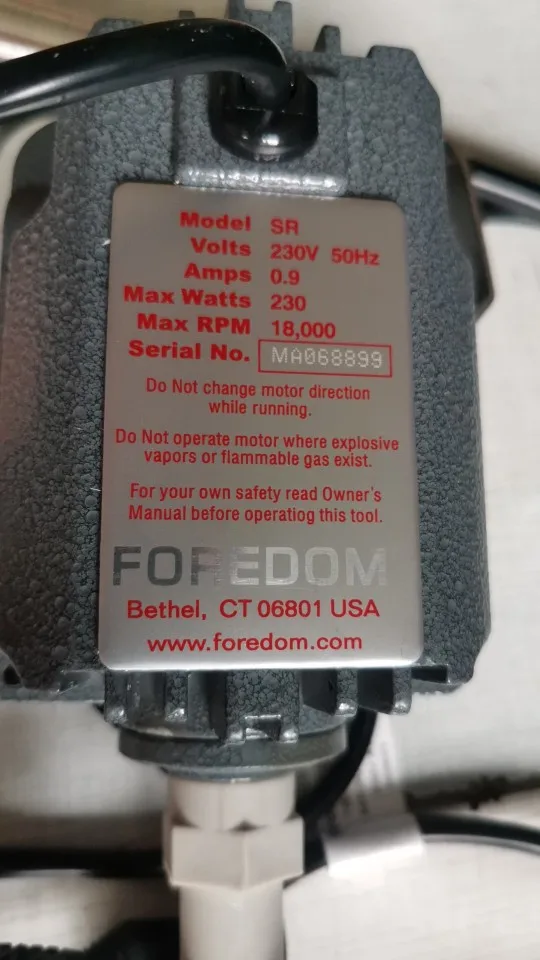 Model SR
Volts 230V 50Hz
Amps 0.9
Max Watts 230
Max RPM 18,000
Serial No. MA068899
Do Not change motor direction
while running.
Do Not operate motor where explosive
vapors or flammable gas exist.
For your own safety read Owner's
Manual before operatiog this tool.
FOREDOM
Bethel, CT 06801 USA
www.foredom.com